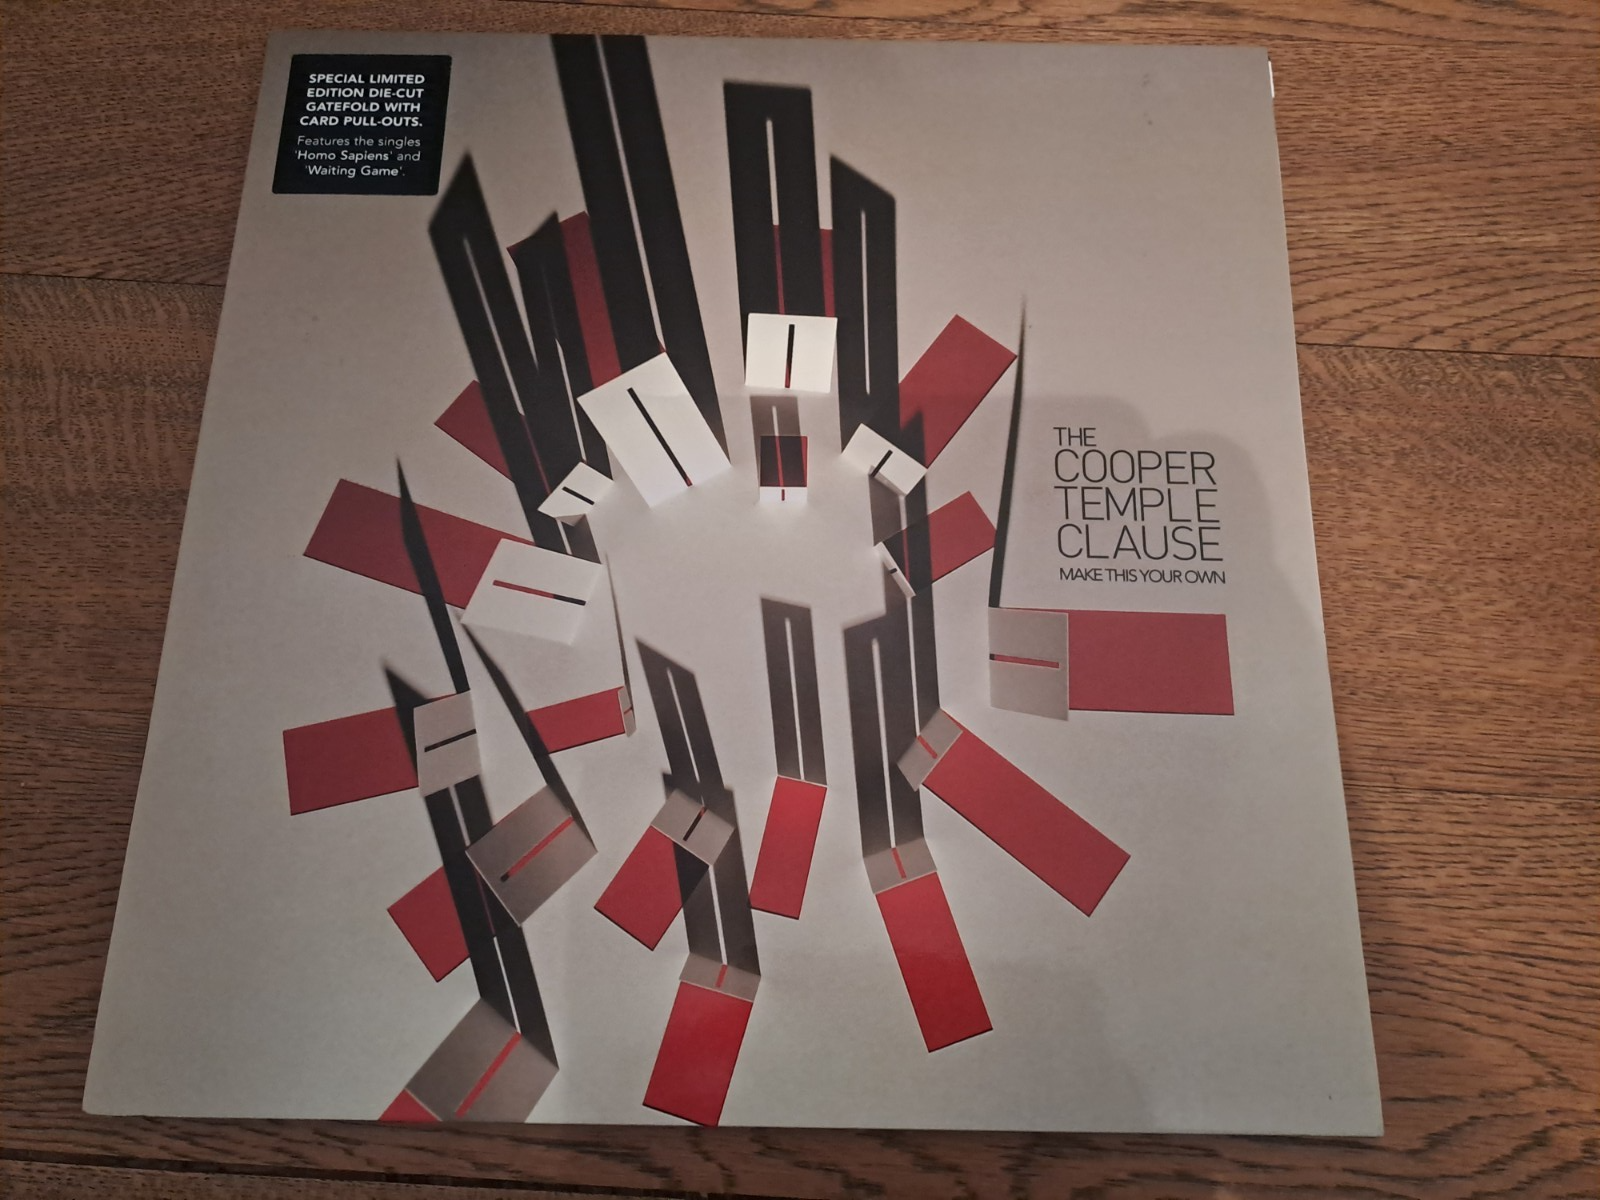 SPECIAL LIMITED
EDITION DIE-CUT
GATEFOLD WITH
CARD PULL-OUTS.
Features the singles
'Homo Sapiens' and
'Waiting Game'.
THE
COOPER
TEMPLE
CLAUSE
MAKE THIS YOUR OWN